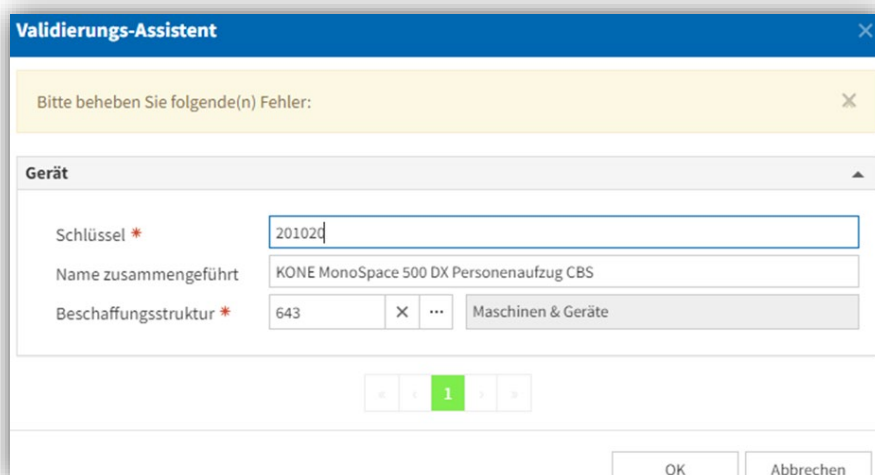 Validierungs-Assistent
Bitte beheben Sie folgende(n) Fehler:
Gerät
Schlüssel * 201020
Name zusammengeführt KONE MonoSpace 500 DX Personenaufzug CBS
Beschaffungsstruktur * 643 Maschinen & Geräte
« ‹ 1 › »
OK Abbrechen